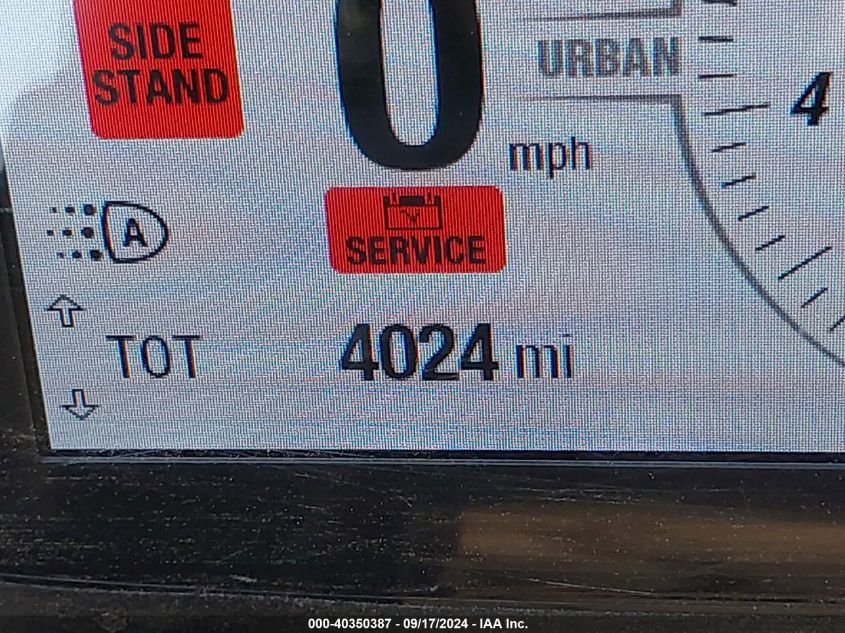 SIDE
STAND
0
mph
URBAN
4
A
SERVICE
TOT 4024 mi
000-40350387 - 09/17/2024 - IAA Inc.